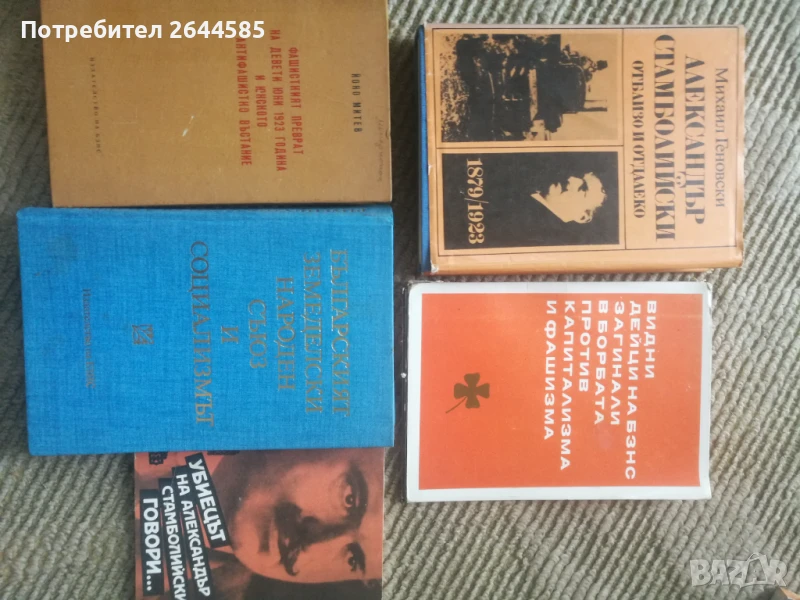 Потребител 2644585
ЙОНО МИТЕВ
ФАШИСТКИЯТ ПРЕВРАТ
НА ДЕВЕТИ ЮНИ 1923 ГОДИНА
И ЮНСКОТО
АНТИФАШИСТКО ВЪСТАНИЕ
Михаил Геновски
АЛЕКСАНДЪР
СТАМБОЛИЙСКИ
ОТБЛИЗО И ОТДАЛЕКО
1879/1923
БЪЛГАРСКИЯТ
ЗЕМЕДЕЛСКИ
НАРОДЕН
СЪЮЗ
И
СОЦИАЛИЗМЪТ
ВИДНИ
ДЕЙЦИ НА БЗНС
ЗАГИНАЛИ
В БОРБАТА
ПРОТИВ
КАПИТАЛИЗМА
И ФАШИЗМА
УБИЕЦЪТ
НА АЛЕКСАНДЪР
СТАМБОЛИЙСКИ
ГОВОРИ...
BAZAR